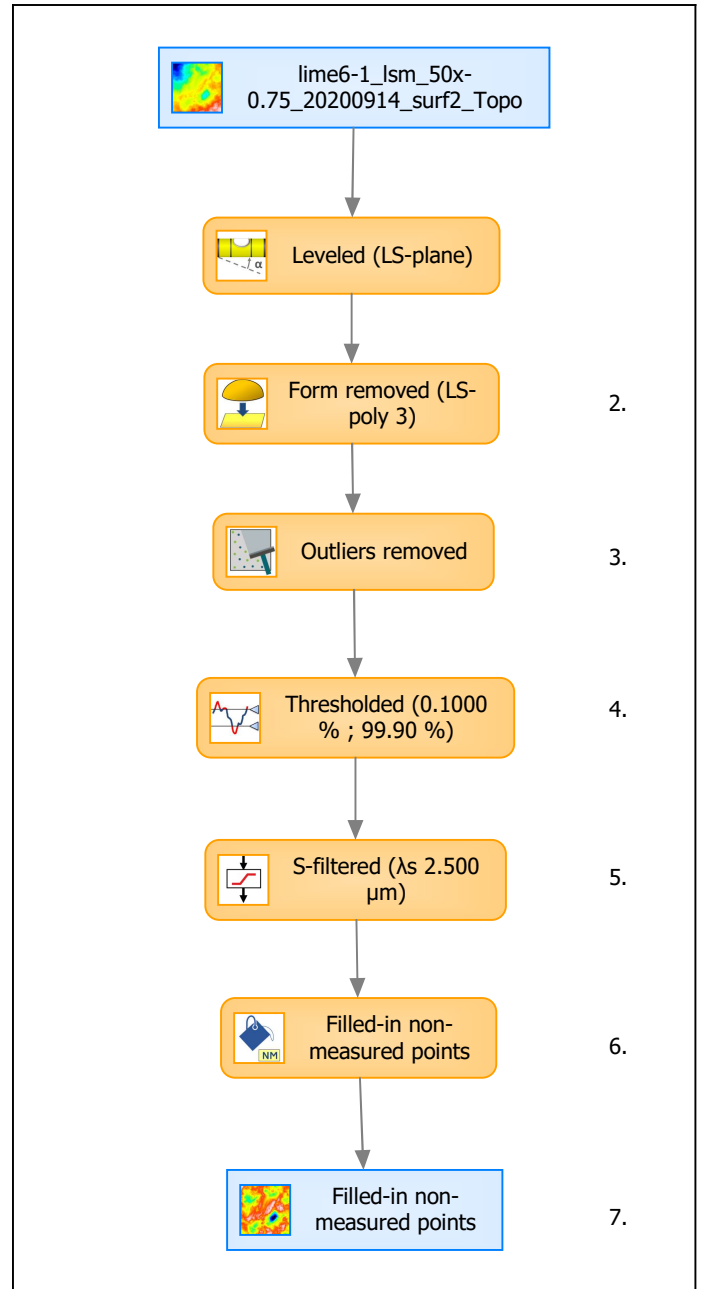 lime6-1_lsm_50x-
0.75_20200914_surf2_Topo
α
Leveled (LS-plane)
Form removed (LS-
poly 3)
2.
Outliers removed
3.
Thresholded (0.1000
% ; 99.90 %)
4.
S-filtered (λs 2.500
µm)
5.
Filled-in non-
measured points
NM
6.
Filled-in non-
measured points
7.